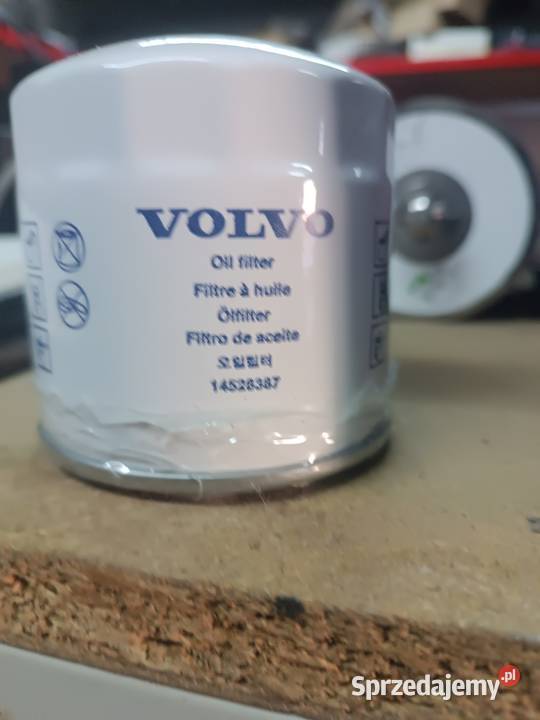 VOLVO
Oil filter
Filtre à huile
Ölfilter
Filtro de aceite
오일필터
14528387
Sprzedajemy.pl